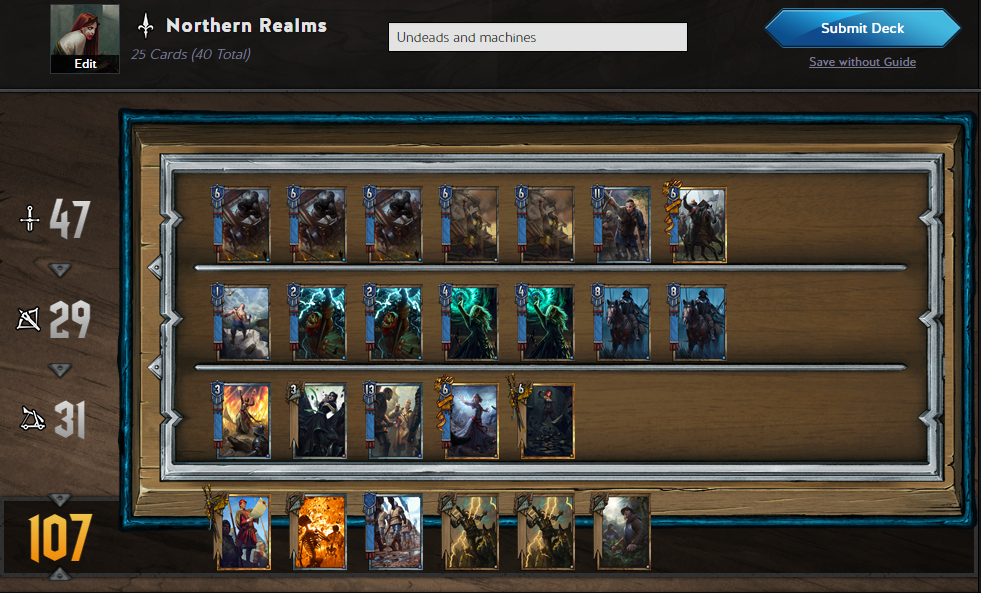 Northern Realms
25 Cards (40 Total)
Edit
Undeads and machines
Submit Deck
Save without Guide
47
6 6 6 6 6 11 6
29
1 2 2 4 4 8 8
31
3 3 13 6 6
107